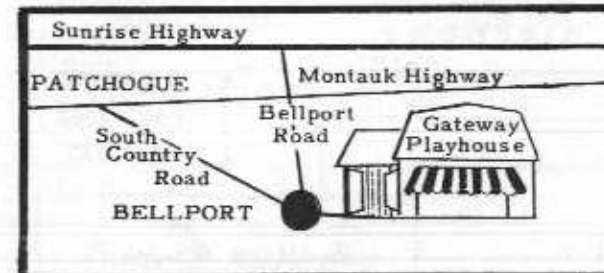 Sunrise Highway
PATCHOGUE
Montauk Highway
Bellport
Road
Gateway
Playhouse
South
Country
Road
BELLPORT